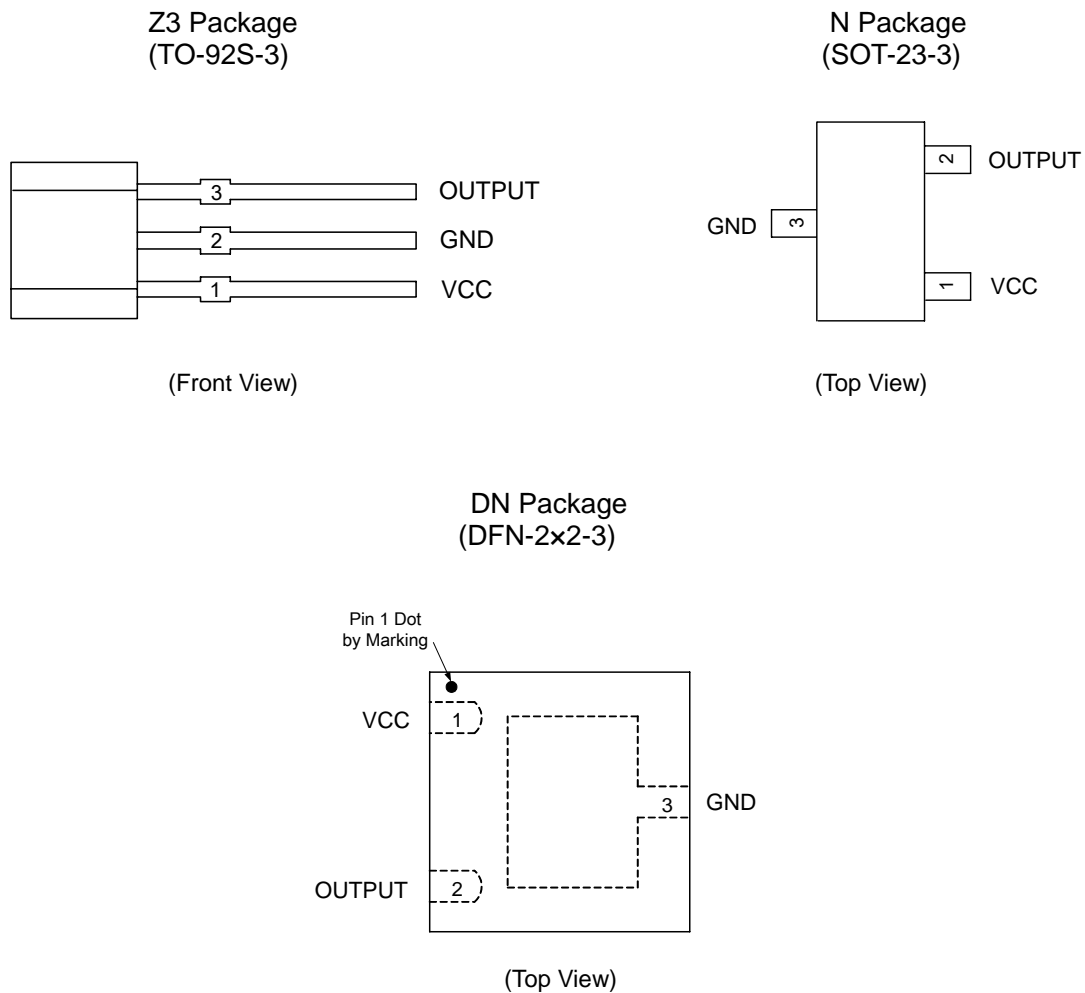 Z3 Package
(TO-92S-3)
3
OUTPUT
2
GND
1
VCC
(Front View)
N Package
(SOT-23-3)
2
OUTPUT
GND
3
1
VCC
(Top View)
DN Package
(DFN-2×2-3)
Pin 1 Dot
by Marking
VCC
1
3
GND
OUTPUT
2
(Top View)